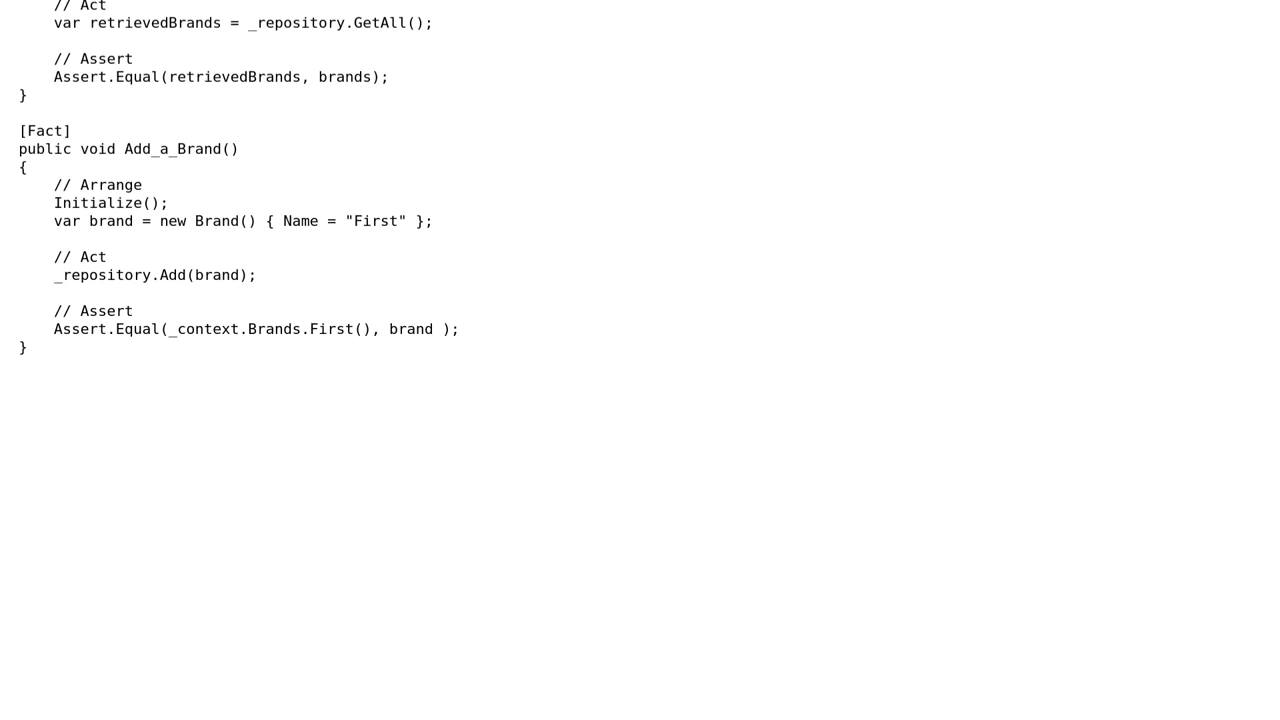 // Act
    var retrievedBrands = _repository.GetAll();

    // Assert
    Assert.Equal(retrievedBrands, brands);
}

[Fact]
public void Add_a_Brand()
{
    // Arrange
    Initialize();
    var brand = new Brand() { Name = "First" };

    // Act
    _repository.Add(brand);

    // Assert
    Assert.Equal(_context.Brands.First(), brand );
}